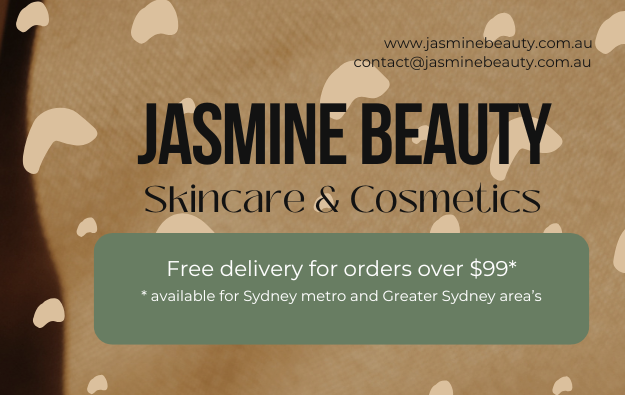 www.jasminebeauty.com.au
contact@jasminebeauty.com.au
JASMINE BEAUTY
Skincare & Cosmetics
Free delivery for orders over $99*
* available for Sydney metro and Greater Sydney area’s